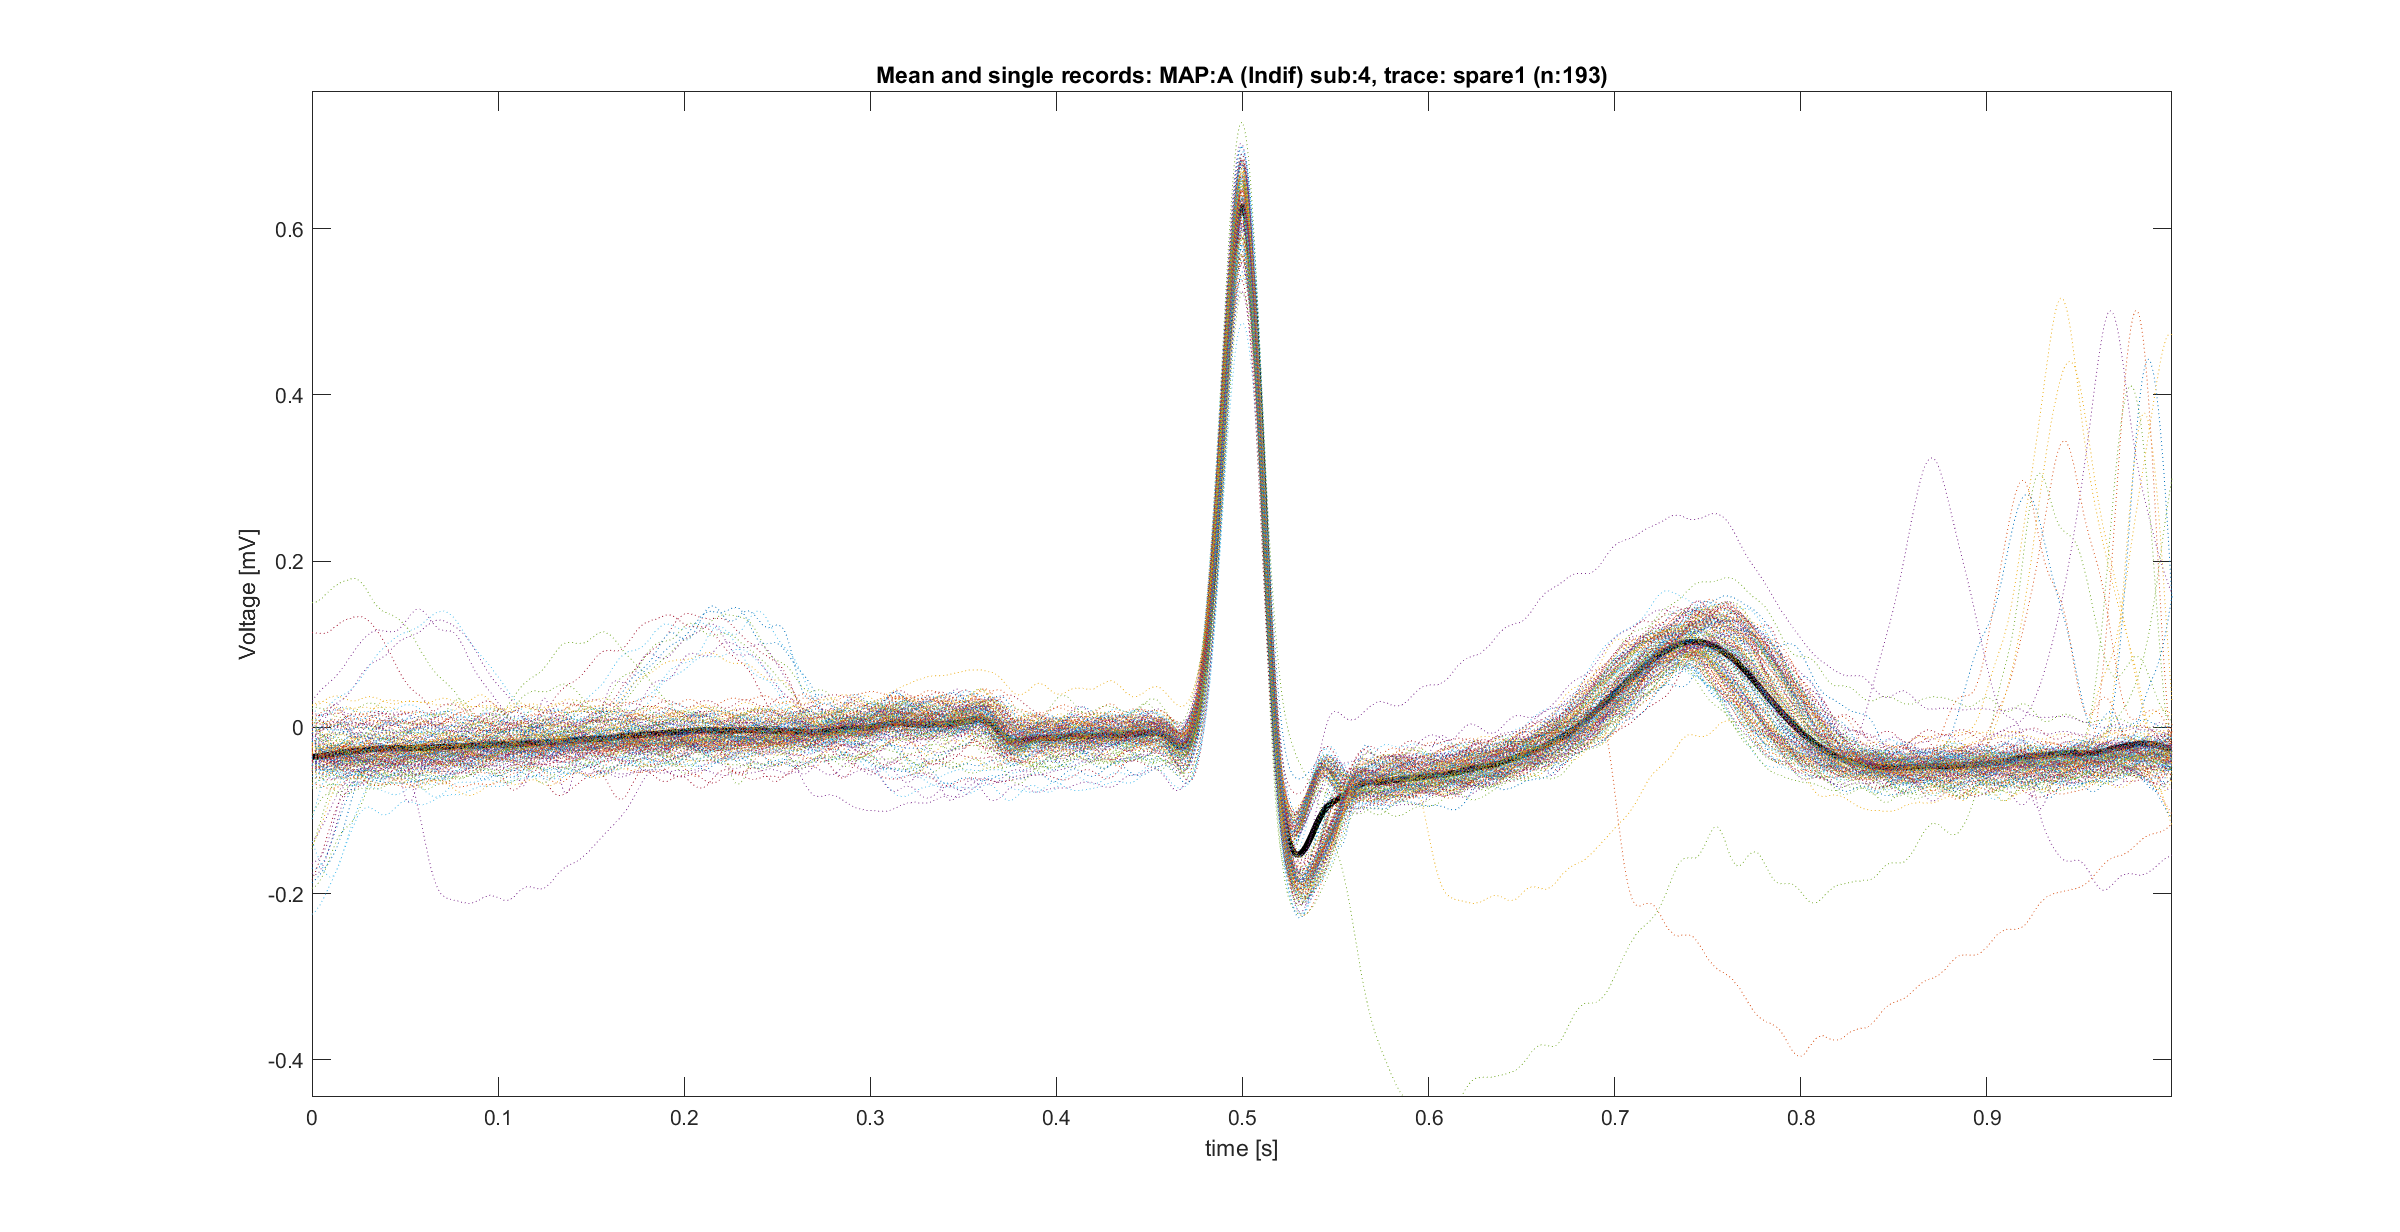 Mean and single records: MAP:A (Indif) sub:4, trace: spare1 (n:193)
Voltage [mV]
0.6
0.4
0.2
0
-0.2
-0.4
0 0.1 0.2 0.3 0.4 0.5 0.6 0.7 0.8 0.9
time [s]